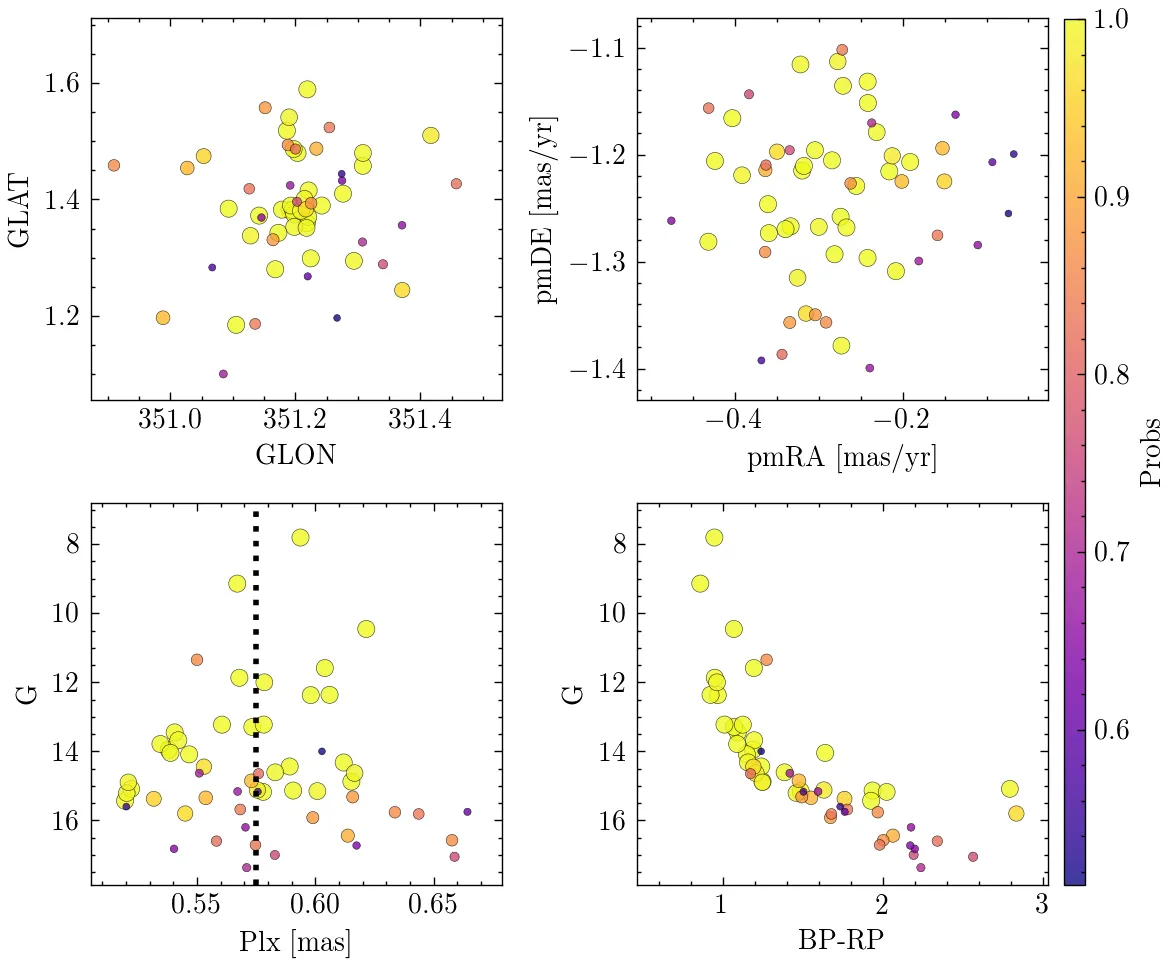 1.6
1.4
1.2
GLAT
351.0 351.2 351.4
GLON
−1.1
−1.2
−1.3
−1.4
pmDE [mas/yr]
−0.4 −0.2
pmRA [mas/yr]
8
10
12
14
16
G
0.55 0.60 0.65
Plx [mas]
8
10
12
14
16
G
1 2 3
BP-RP
1.0
0.9
0.8
0.7
0.6
Probs